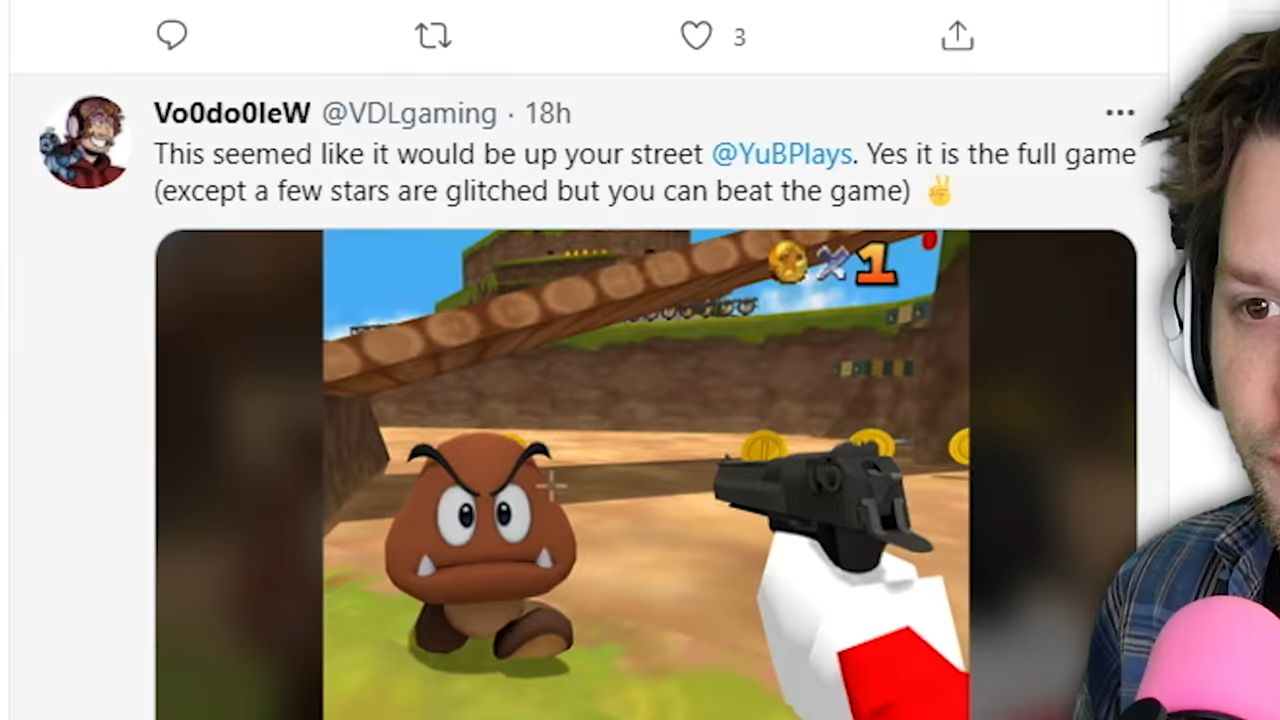 3
Vo0do0leW @VDLgaming · 18h
This seemed like it would be up your street @YuBPlays. Yes it is the full game
(except a few stars are glitched but you can beat the game) ✌️
1